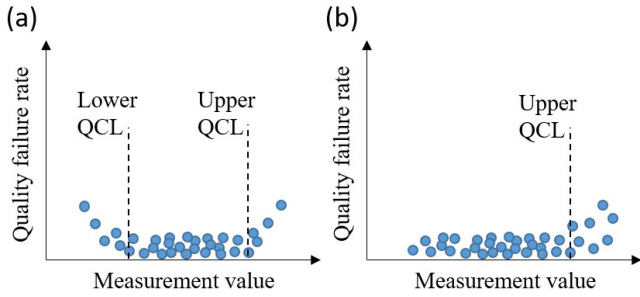 (a)
Quality failure rate
Lower
QCL
Upper
QCL
Measurement value
(b)
Quality failure rate
Upper
QCL
Measurement value